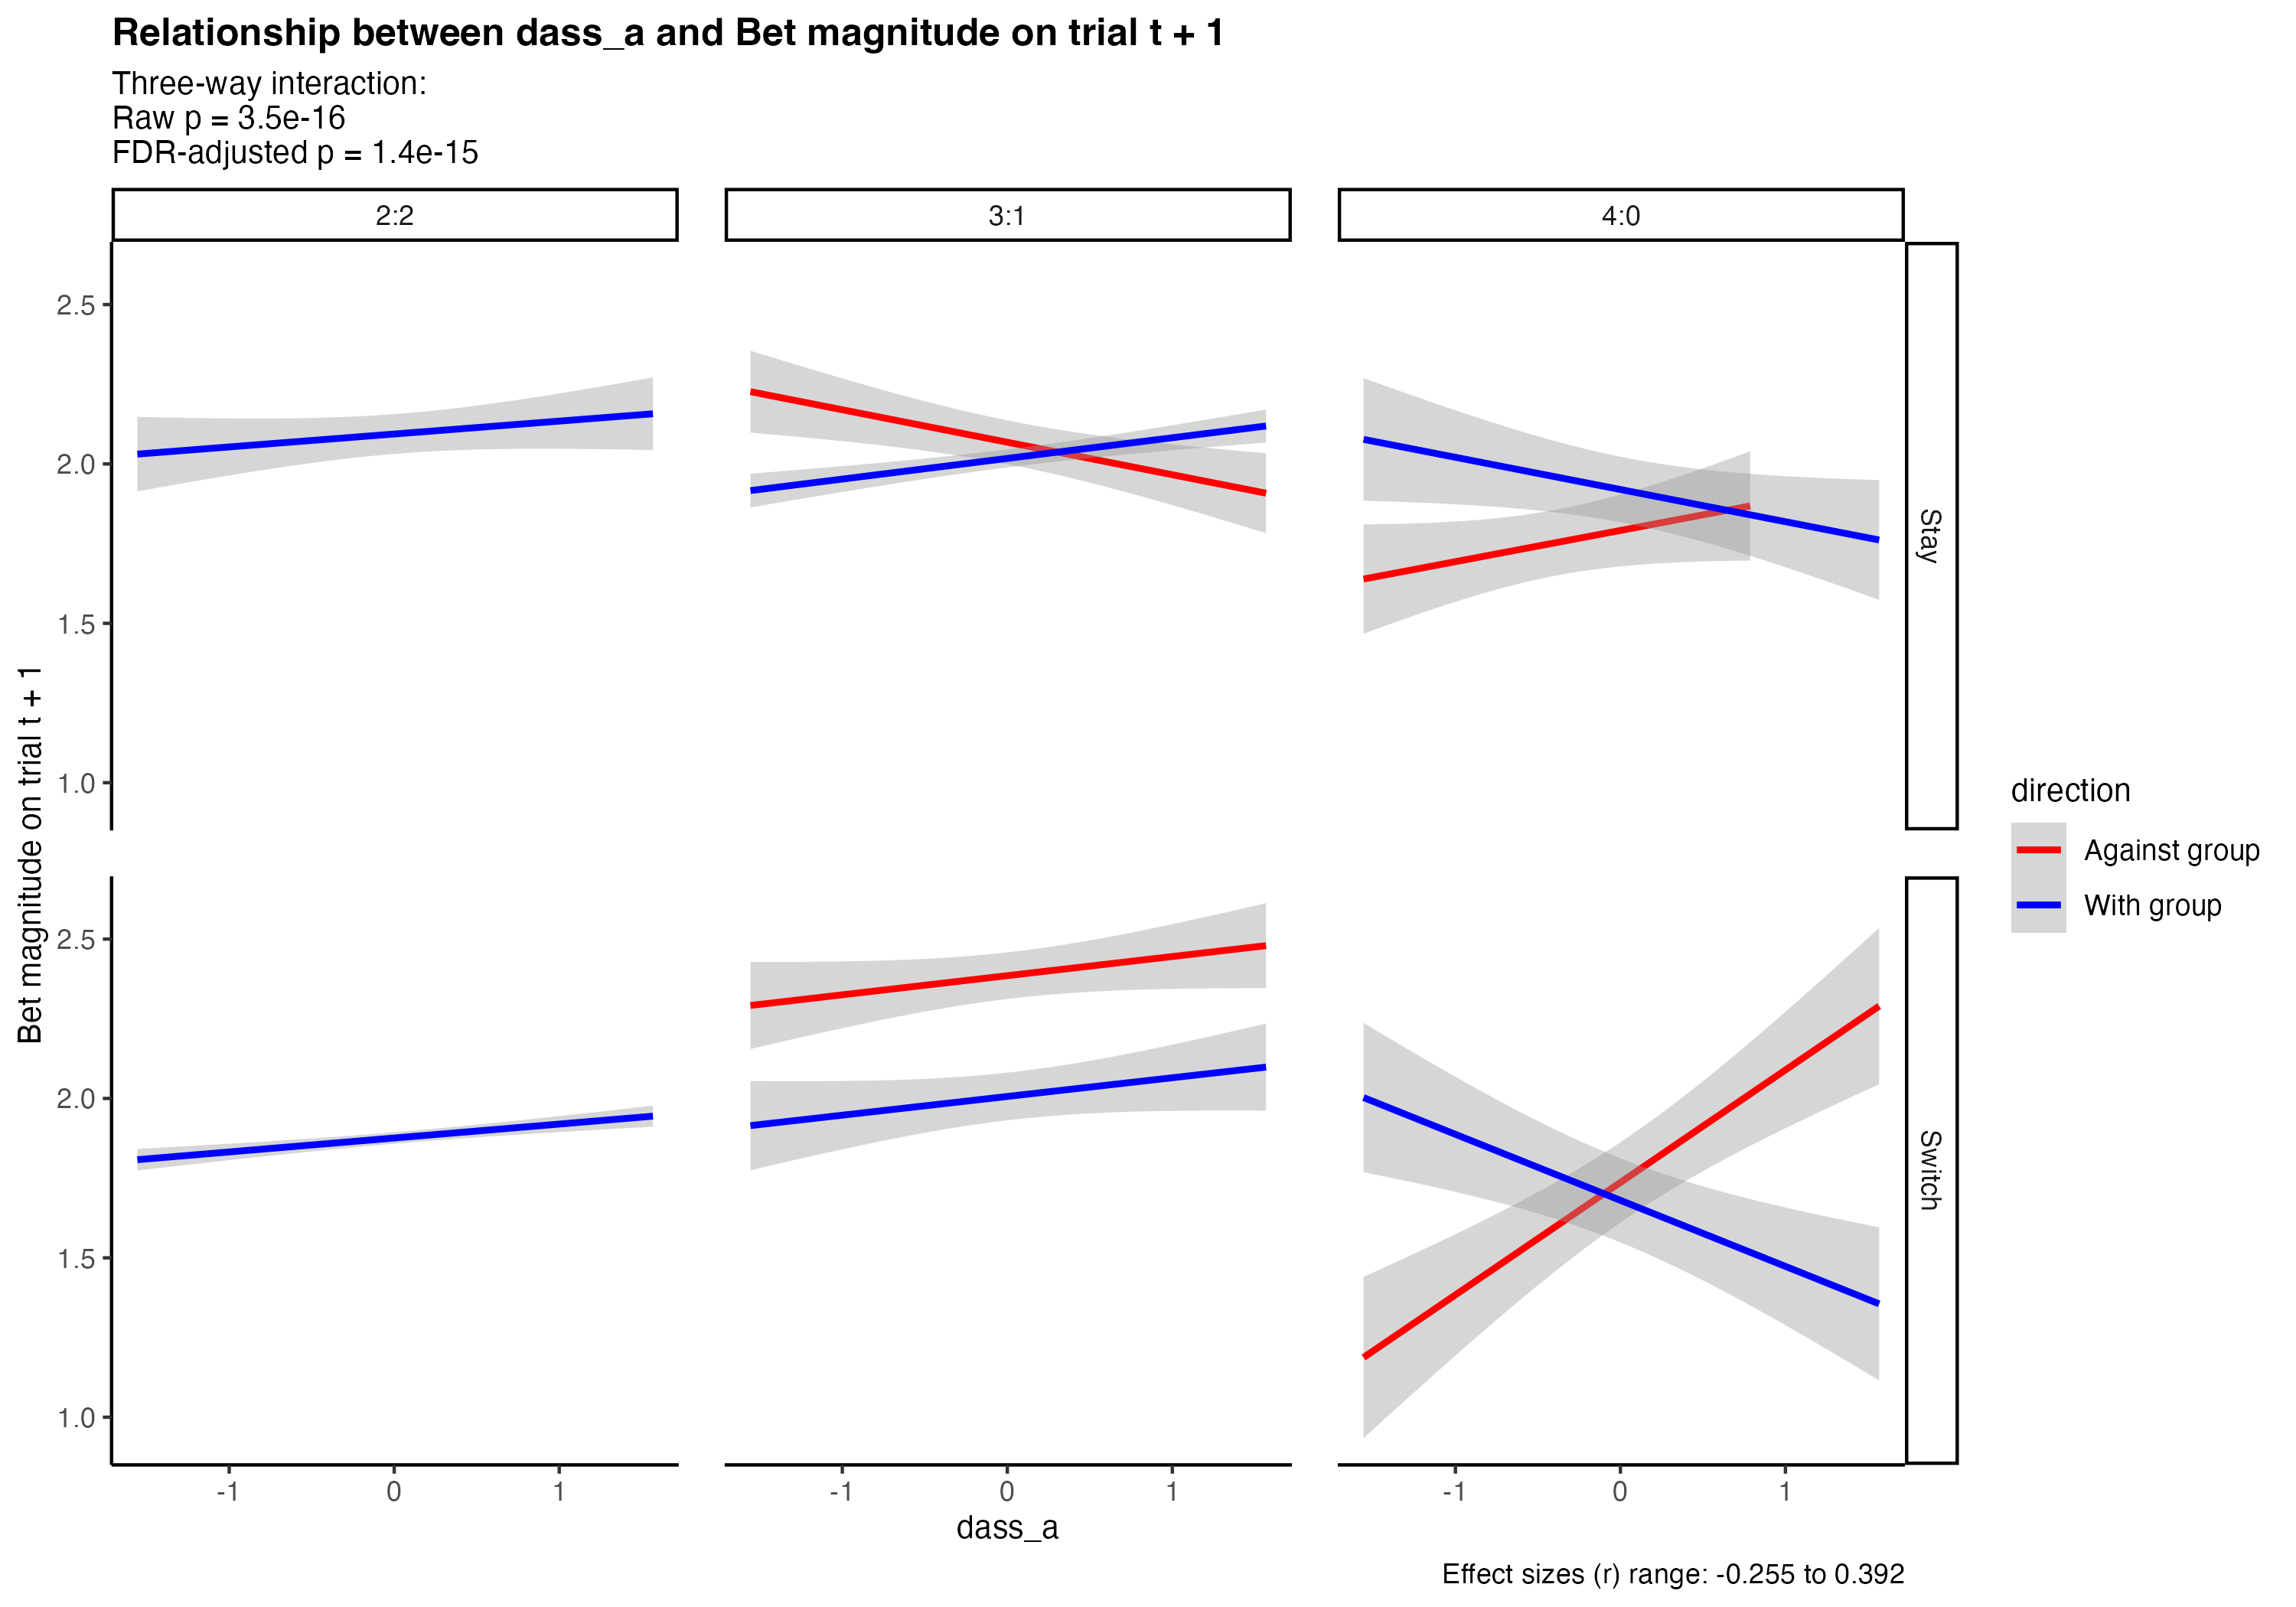 Relationship between dass_a and Bet magnitude on trial t + 1
Three-way interaction:
Raw p = 3.5e-16
FDR-adjusted p = 1.4e-15
2:2
3:1
4:0
2.5
2.0
1.5
1.0
Stay
Bet magnitude on trial t + 1
direction
Against group
With group
2.5
2.0
1.5
1.0
Switch
-1
0
1
-1
0
1
-1
0
1
dass_a
Effect sizes (r) range: -0.255 to 0.392